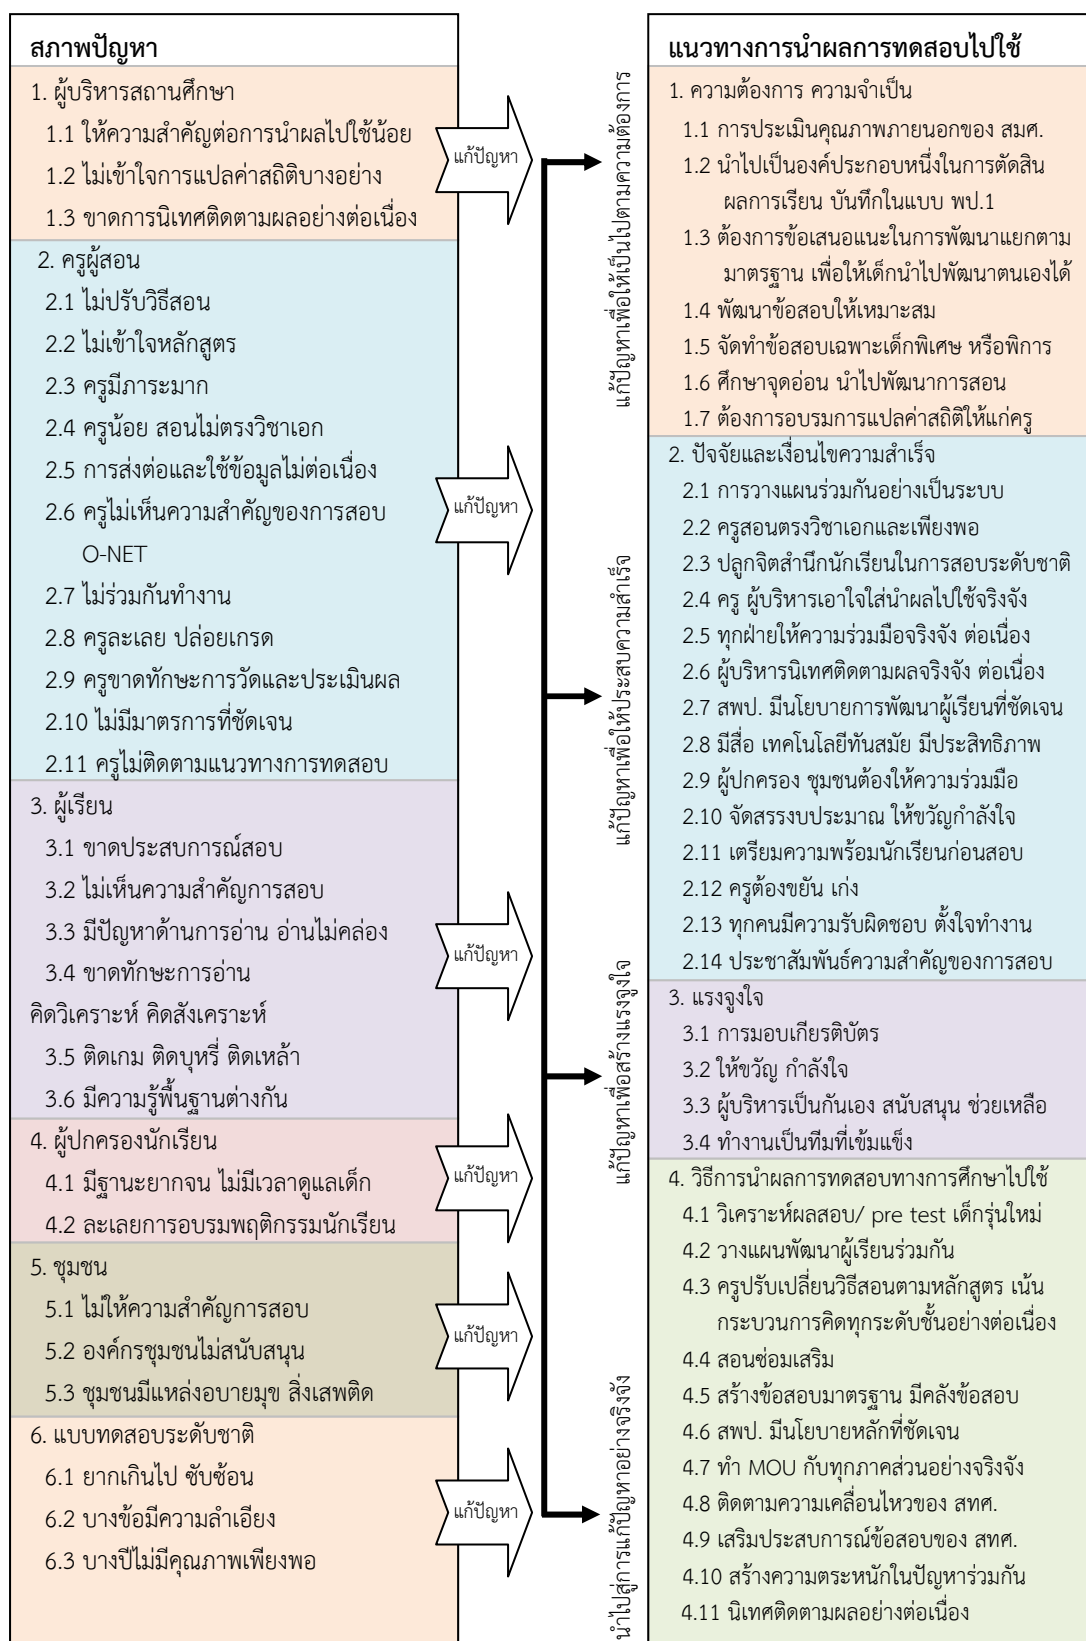 สภาพปัญหา
1. ผู้บริหารสถานศึกษา
1.1 ให้ความสำคัญต่อการนำผลไปใช้น้อย
1.2 ไม่เข้าใจการแปลค่าสถิติบางอย่าง
1.3 ขาดการนิเทศติดตามผลอย่างต่อเนื่อง
2. ครูผู้สอน
2.1 ไม่ปรับวิธีสอน
2.2 ไม่เข้าใจหลักสูตร
2.3 ครูมีภาระมาก
2.4 ครูน้อย สอนไม่ตรงวิชาเอก
2.5 การส่งต่อและใช้ข้อมูลไม่ต่อเนื่อง
2.6 ครูไม่เห็นความสำคัญของการสอบ
O-NET
2.7 ไม่ร่วมกันทำงาน
2.8 ครูละเลย ปล่อยเกรด
2.9 ครูขาดทักษะการวัดและประเมินผล
2.10 ไม่มีมาตรการที่ชัดเจน
2.11 ครูไม่ติดตามแนวทางการทดสอบ
3. ผู้เรียน
3.1 ขาดประสบการณ์สอบ
3.2 ไม่เห็นความสำคัญการสอบ
3.3 มีปัญหาด้านการอ่าน อ่านไม่คล่อง
3.4 ขาดทักษะการอ่าน
คิดวิเคราะห์ คิดสังเคราะห์
3.5 ติดเกม ติดบุหรี่ ติดเหล้า
3.6 มีความรู้พื้นฐานต่างกัน
4. ผู้ปกครองนักเรียน
4.1 มีฐานะยากจน ไม่มีเวลาดูแลเด็ก
4.2 ละเลยการอบรมพฤติกรรมนักเรียน
5. ชุมชน
5.1 ไม่ให้ความสำคัญการสอบ
5.2 องค์กรชุมชนไม่สนับสนุน
5.3 ชุมชนมีแหล่งอบายมุข สิ่งเสพติด
6. แบบทดสอบระดับชาติ
6.1 ยากเกินไป ซับซ้อน
6.2 บางข้อมีความลำเอียง
6.3 บางปีไม่มีคุณภาพเพียงพอ
แก้ปัญหา
แก้ปัญหา
แก้ปัญหา
แก้ปัญหา
แก้ปัญหา
แก้ปัญหา
แก้ปัญหาเพื่อให้เป็นไปตามความต้องการ
แก้ปัญหาเพื่อให้ประสบความสำเร็จ
แก้ปัญหาเพื่อสร้างแรงจูงใจ
นำไปสู่การแก้ปัญหาอย่างจริงจัง
แนวทางการนำผลการทดสอบไปใช้
1. ความต้องการ ความจำเป็น
1.1 การประเมินคุณภาพภายนอกของ สมศ.
1.2 นำไปเป็นองค์ประกอบหนึ่งในการตัดสิน
ผลการเรียน บันทึกในแบบ พป.1
1.3 ต้องการข้อเสนอแนะในการพัฒนาแยกตาม
มาตรฐาน เพื่อให้เด็กนำไปพัฒนาตนเองได้
1.4 พัฒนาข้อสอบให้เหมาะสม
1.5 จัดทำข้อสอบเฉพาะเด็กพิเศษ หรือพิการ
1.6 ศึกษาจุดอ่อน นำไปพัฒนาการสอน
1.7 ต้องการอบรมการแปลค่าสถิติให้แก่ครู
2. ปัจจัยและเงื่อนไขความสำเร็จ
2.1 การวางแผนร่วมกันอย่างเป็นระบบ
2.2 ครูสอนตรงวิชาเอกและเพียงพอ
2.3 ปลูกจิตสำนึกนักเรียนในการสอบระดับชาติ
2.4 ครู ผู้บริหารเอาใจใส่นำผลไปใช้จริงจัง
2.5 ทุกฝ่ายให้ความร่วมมือจริงจัง ต่อเนื่อง
2.6 ผู้บริหารนิเทศติดตามผลจริงจัง ต่อเนื่อง
2.7 สพป. มีนโยบายการพัฒนาผู้เรียนที่ชัดเจน
2.8 มีสื่อ เทคโนโลยีทันสมัย มีประสิทธิภาพ
2.9 ผู้ปกครอง ชุมชนต้องให้ความร่วมมือ
2.10 จัดสรรงบประมาณ ให้ขวัญกำลังใจ
2.11 เตรียมความพร้อมนักเรียนก่อนสอบ
2.12 ครูต้องขยัน เก่ง
2.13 ทุกคนมีความรับผิดชอบ ตั้งใจทำงาน
2.14 ประชาสัมพันธ์ความสำคัญของการสอบ
3. แรงจูงใจ
3.1 การมอบเกียรติบัตร
3.2 ให้ขวัญ กำลังใจ
3.3 ผู้บริหารเป็นกันเอง สนับสนุน ช่วยเหลือ
3.4 ทำงานเป็นทีมที่เข้มแข็ง
4. วิธีการนำผลการทดสอบทางการศึกษาไปใช้
4.1 วิเคราะห์ผลสอบ/ pre test เด็กรุ่นใหม่
4.2 วางแผนพัฒนาผู้เรียนร่วมกัน
4.3 ครูปรับเปลี่ยนวิธีสอนตามหลักสูตร เน้น
กระบวนการคิดทุกระดับชั้นอย่างต่อเนื่อง
4.4 สอนซ่อมเสริม
4.5 สร้างข้อสอบมาตรฐาน มีคลังข้อสอบ
4.6 สพป. มีนโยบายหลักที่ชัดเจน
4.7 ทำ MOU กับทุกภาคส่วนอย่างจริงจัง
4.8 ติดตามความเคลื่อนไหวของ สทศ.
4.9 เสริมประสบการณ์ข้อสอบของ สทศ.
4.10 สร้างความตระหนักในปัญหาร่วมกัน
4.11 นิเทศติดตามผลอย่างต่อเนื่อง